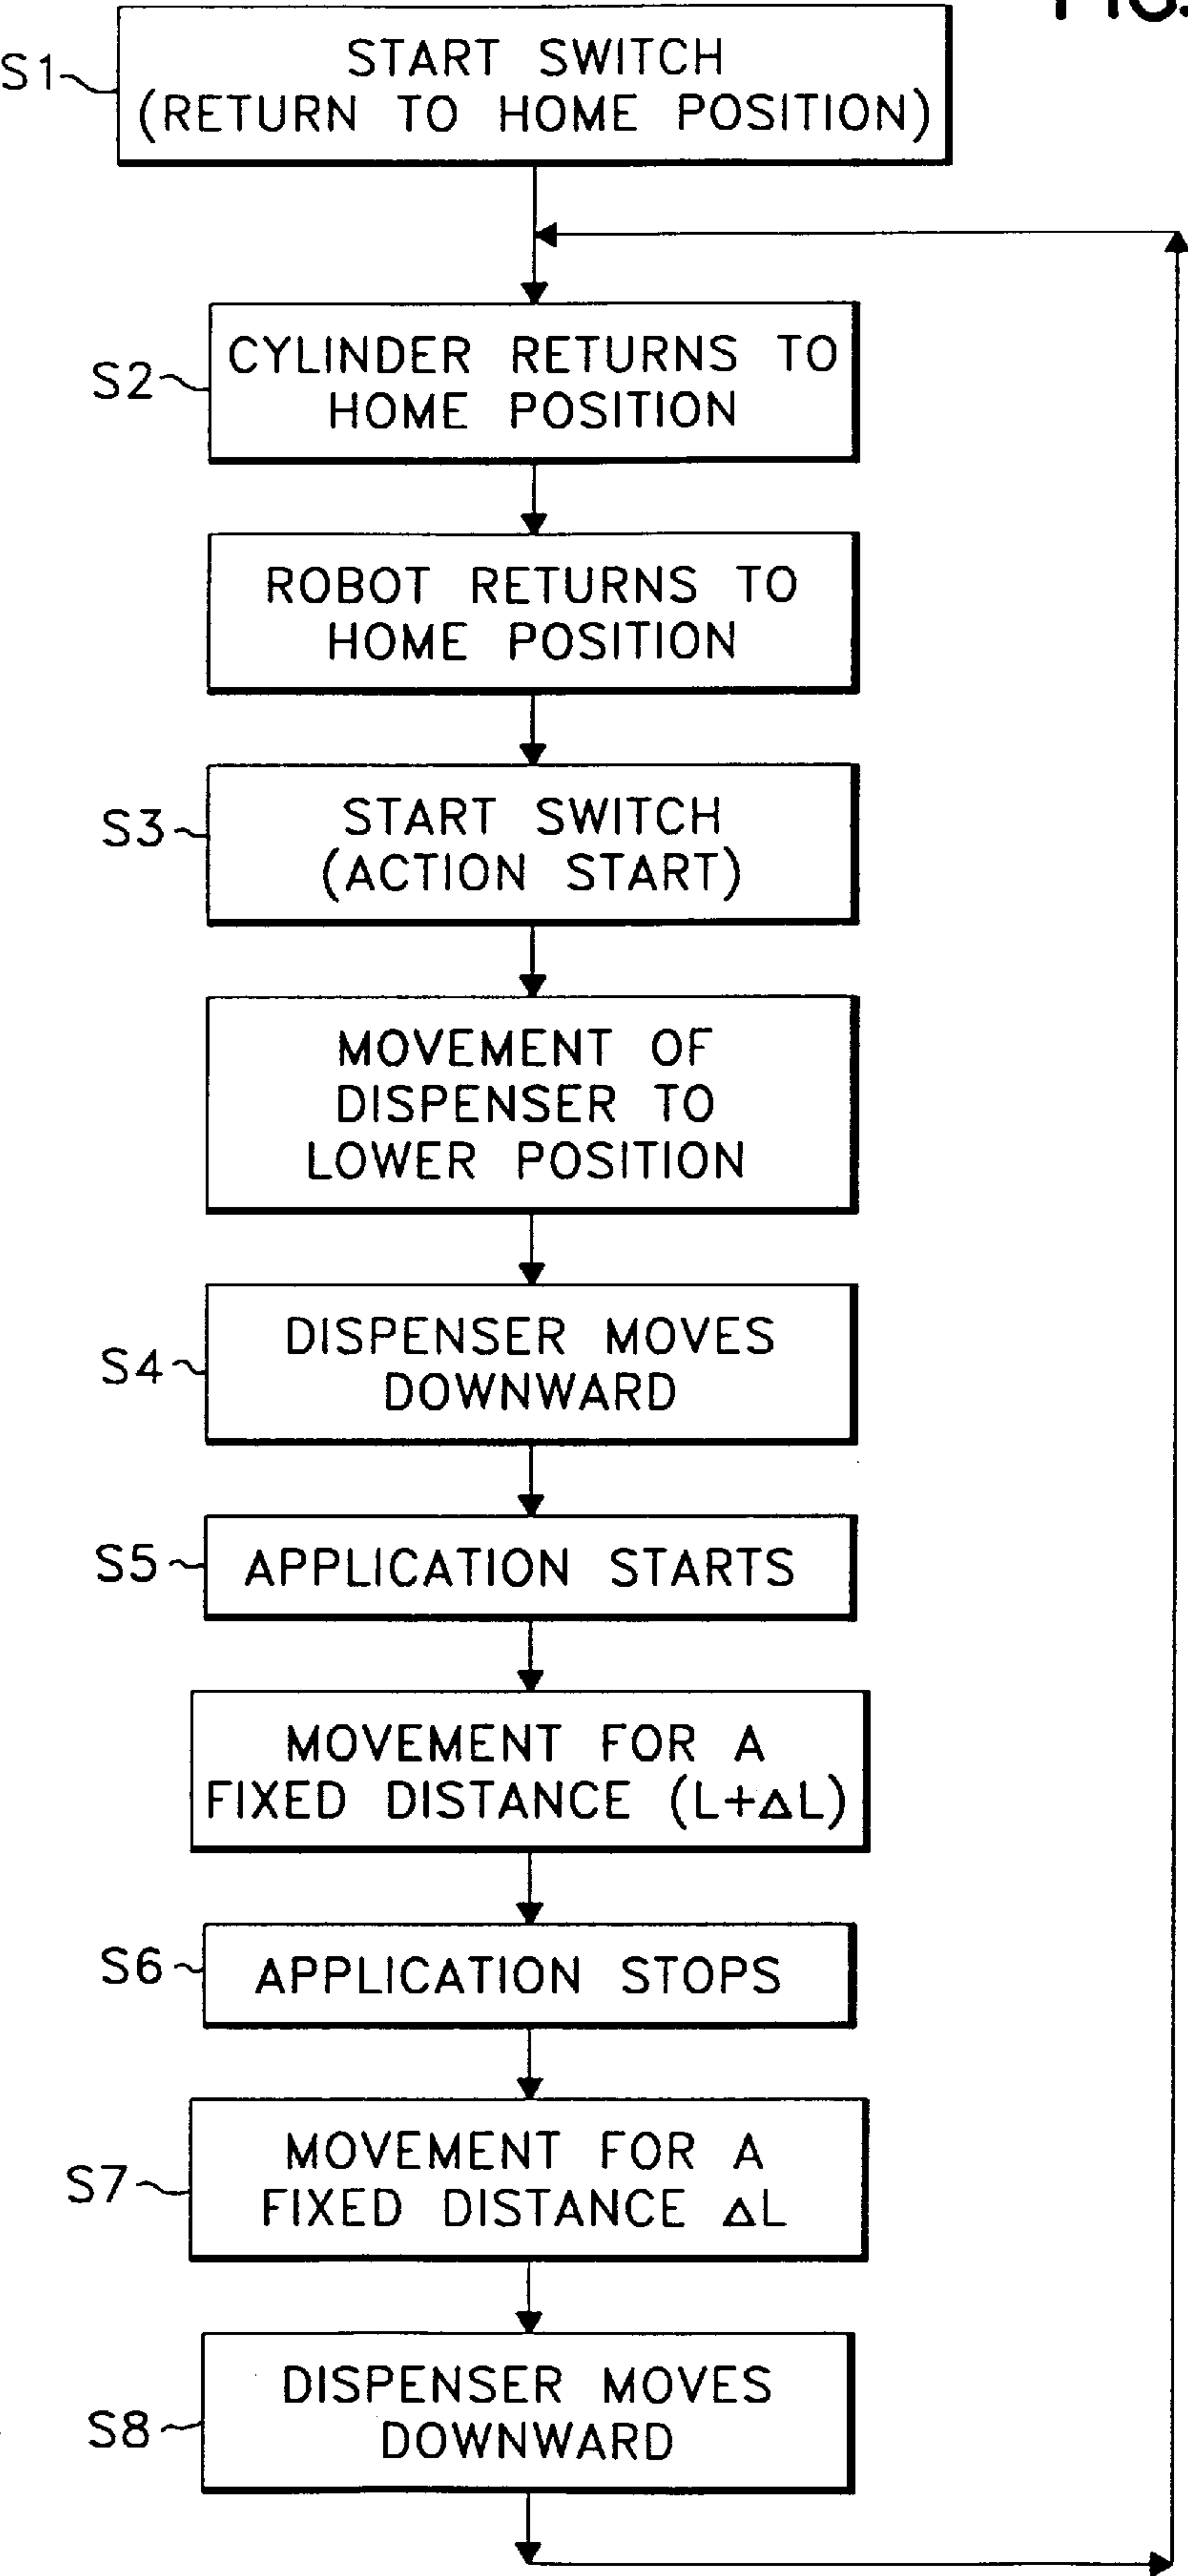 FIG.
S1
START SWITCH
(RETURN TO HOME POSITION)
S2
CYLINDER RETURNS TO
HOME POSITION
ROBOT RETURNS TO
HOME POSITION
S3
START SWITCH
(ACTION START)
MOVEMENT OF
DISPENSER TO
LOWER POSITION
S4
DISPENSER MOVES
DOWNWARD
S5
APPLICATION STARTS
MOVEMENT FOR A
FIXED DISTANCE (L+ΔL)
S6
APPLICATION STOPS
S7
MOVEMENT FOR A
FIXED DISTANCE ΔL
S8
DISPENSER MOVES
DOWNWARD